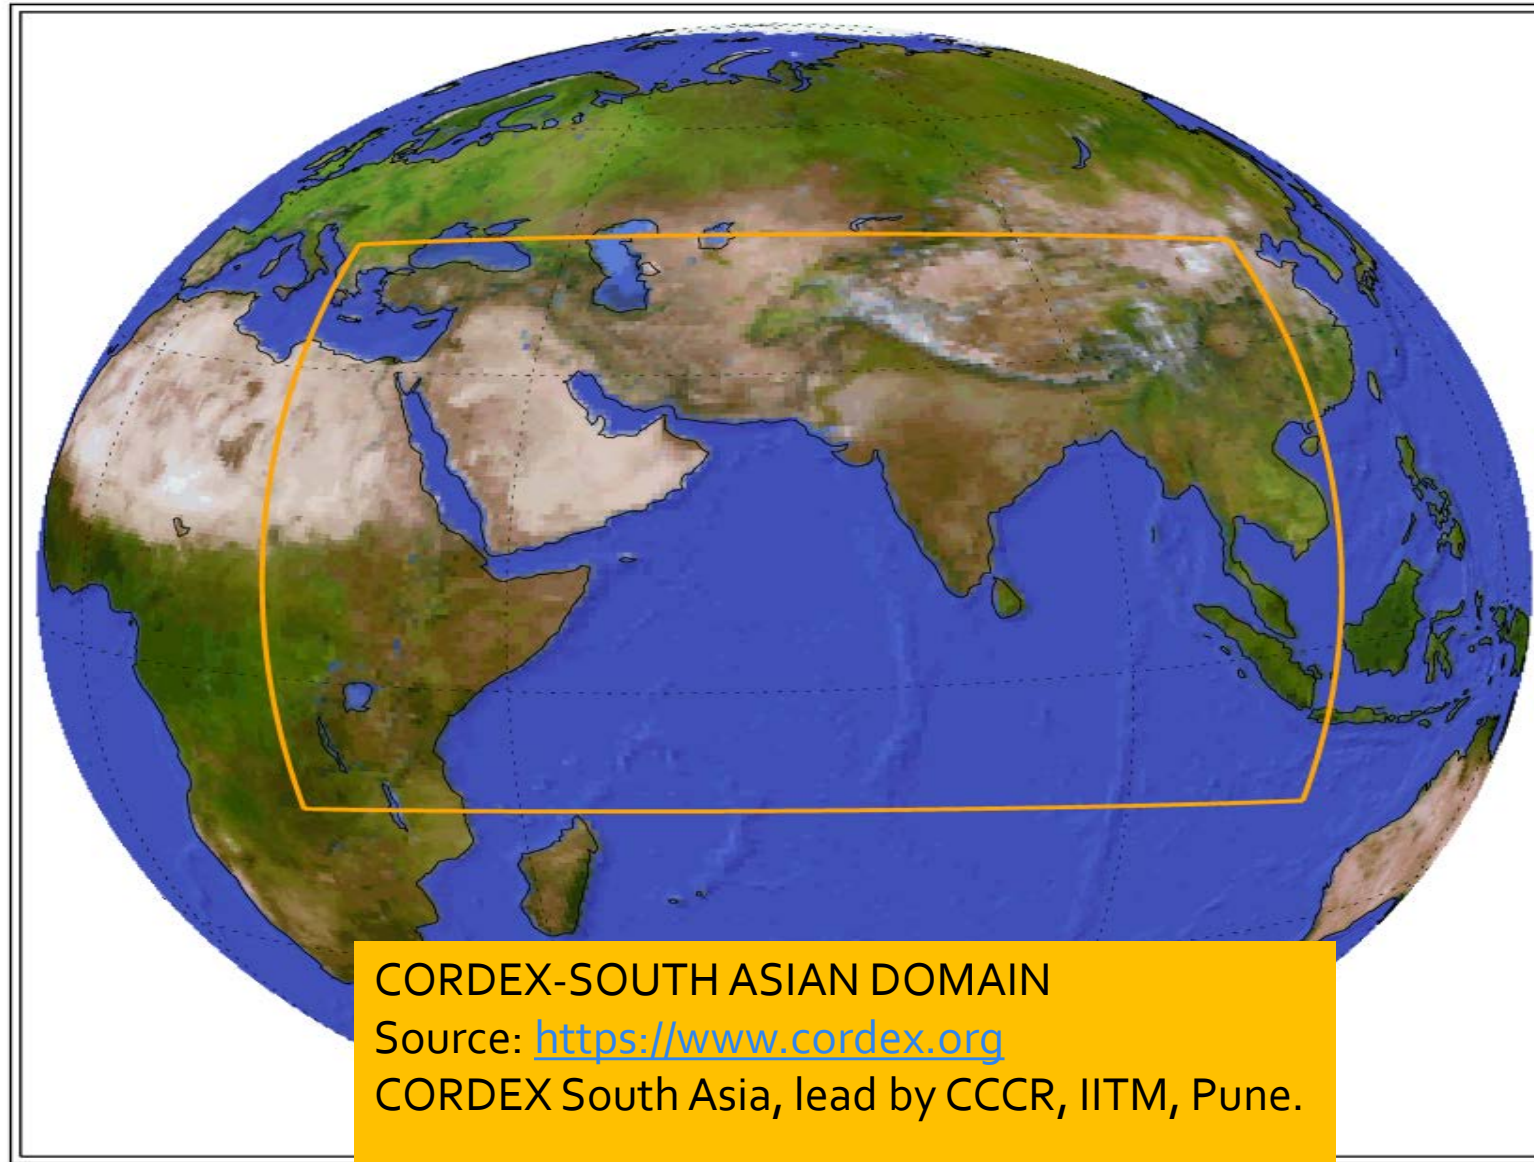 CORDEX-SOUTH ASIAN DOMAIN
Source: https://www.cordex.org
CORDEX South Asia, lead by CCCR, IITM, Pune.